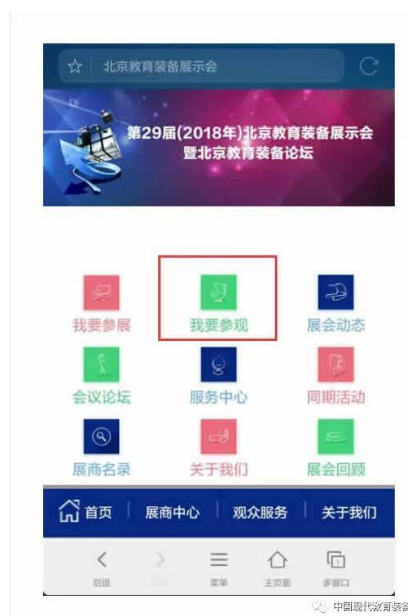 北京教育装备展示会
第29届(2018年)北京教育装备展示会
暨北京教育装备论坛
我要参展 我要参观 展会动态
会议论坛 服务中心 同期活动
展商名录 关于我们 展会回顾
首页 展商中心 观众服务 关于我们
后退 菜单 主页面 多窗口
1
中国现代教育装备